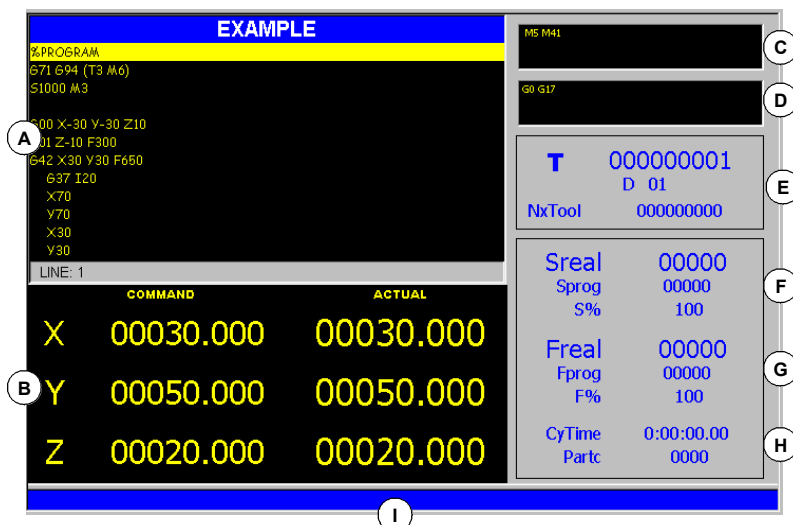 EXAMPLE
%PROGRAM
G71 G94 (T3 M6)
S1000 M3
G00 X-30 Y-30 Z10
A
G01 Z-10 F300
G42 X30 Y30 F650
G37 I20
X70
Y70
X30
Y30
LINE: 1
COMMAND ACTUAL
X 00030.000 00030.000
B
Y 00050.000 00050.000
Z 00020.000 00020.000
M5 M41
C
G0 G17
D
T 000000001
D 01
E
NxTool 000000000
Sreal 00000
Sprog 00000
F
S% 100
Freal 00000
Fprog 00000
G
F% 100
CyTime 0:00:00.00
H
Partc 0000
I